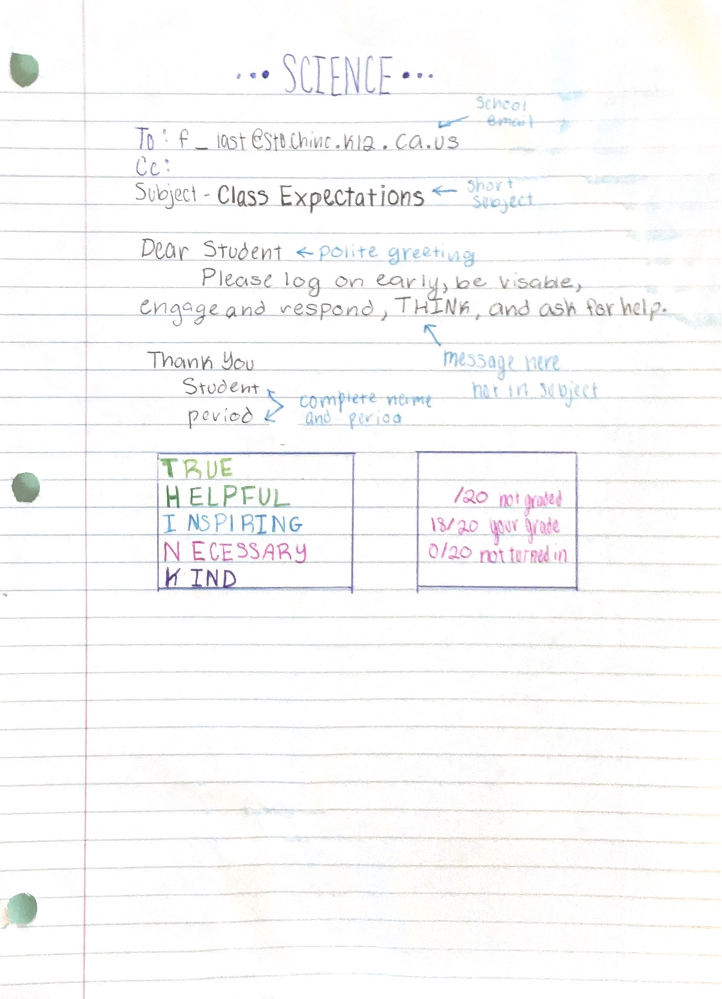 ... SCIENCE ...
School
email
To: f_last@sto.chino.k12.ca.us
Cc:
Subject - Class Expectations ← short
subject
Dear Student ← polite greeting
Please log on early, be visable,
engage and respond, THINK, and ask for help.
Thank You
message here
not in subject
Student
period
complete name
and period
TRUE
HELPFUL
INSPIRING
NECESSARY
KIND
/20 not graded
18/20 your grade
0/20 not turned in